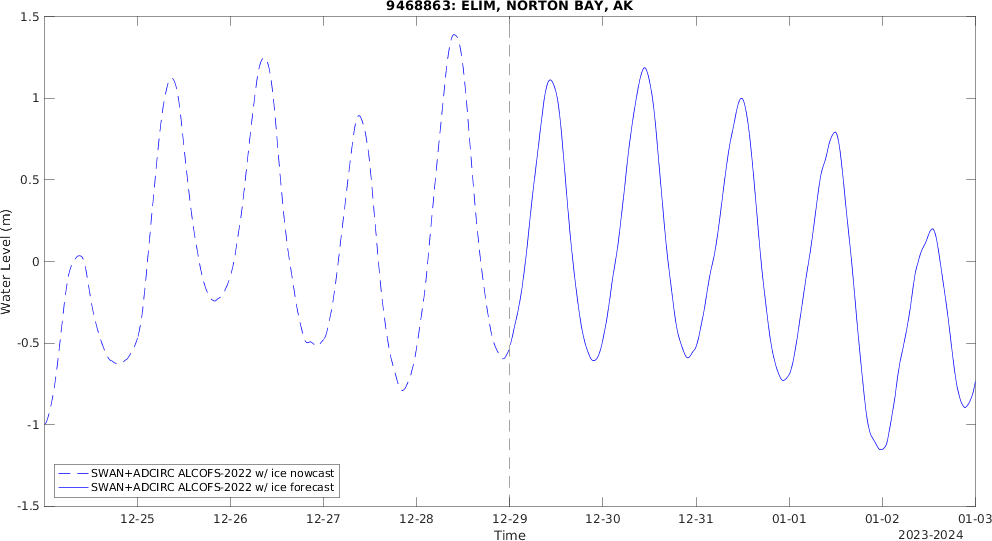 9468863: ELIM, NORTON BAY, AK
1.5
1
0.5
0
-0.5
-1
-1.5
Water Level (m)
SWAN+ADCIRC ALCOFS-2022 w/ ice nowcast
SWAN+ADCIRC ALCOFS-2022 w/ ice forecast
12-25 12-26 12-27 12-28 12-29 12-30 12-31 01-01 01-02 01-03
Time
2023-2024